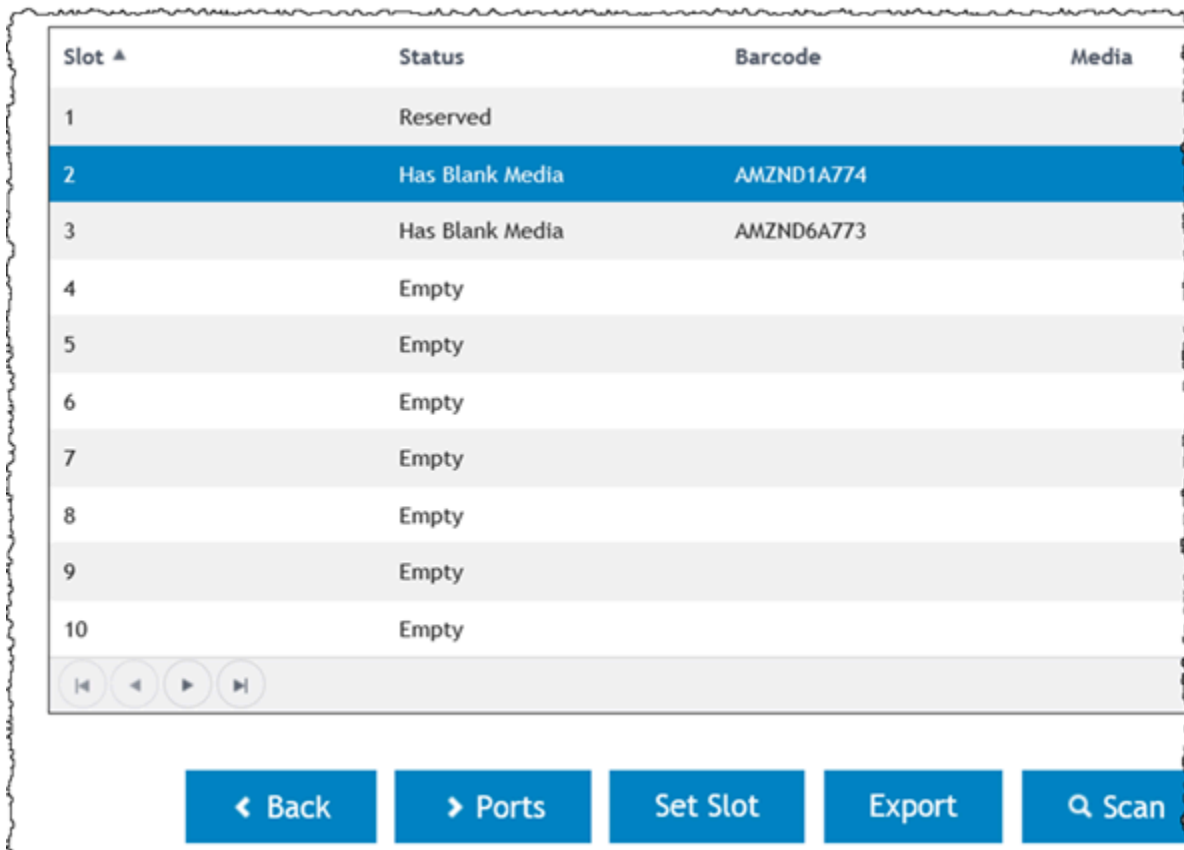 Slot ▲ Status Barcode Media
1 Reserved
2 Has Blank Media AMZND1A774
3 Has Blank Media AMZND6A773
4 Empty
5 Empty
6 Empty
7 Empty
8 Empty
9 Empty
10 Empty
Back Ports Set Slot Export Scan